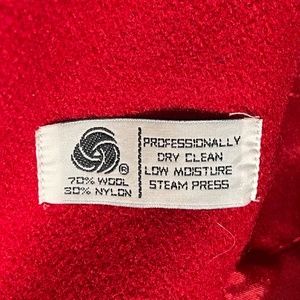 ®
70% WOOL
30% NYLON
PROFESSIONALLY
DRY CLEAN
LOW MOISTURE
STEAM PRESS